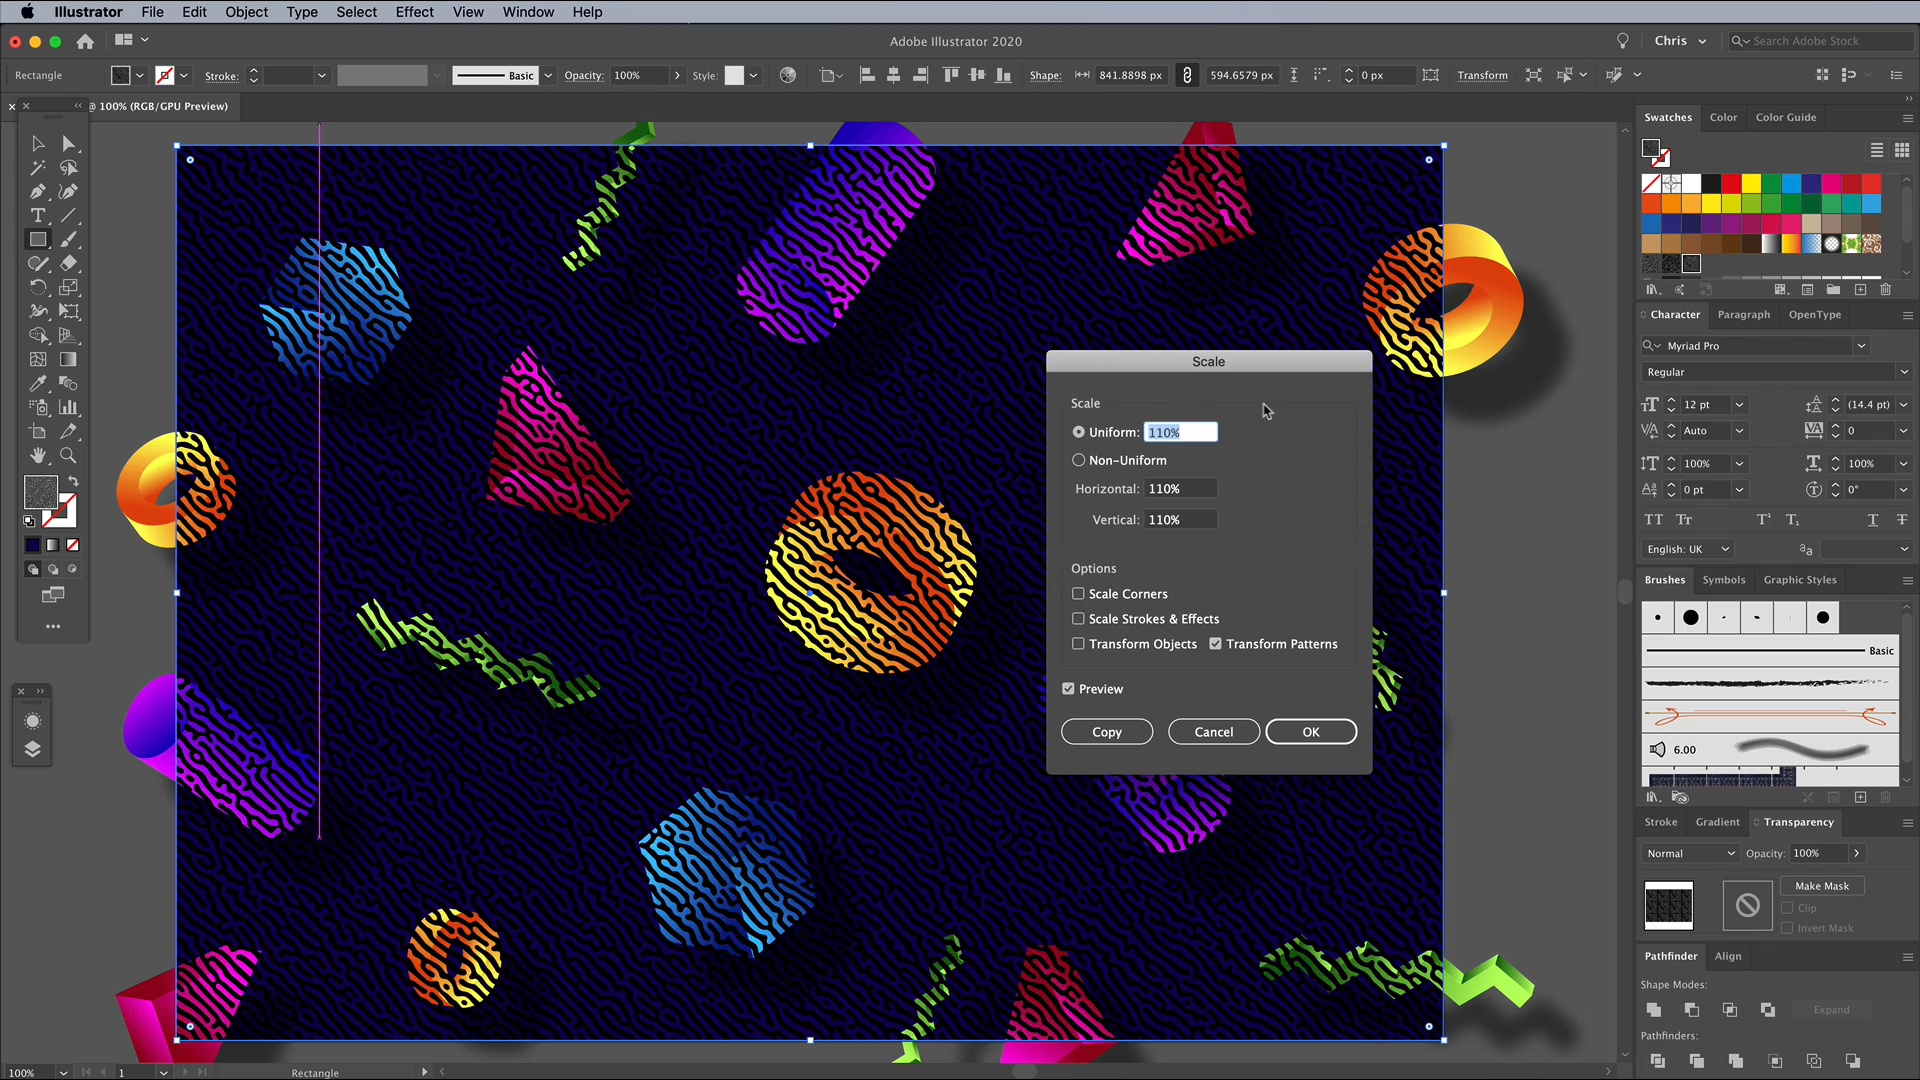 Illustrator File Edit Object Type Select Effect View Window Help
Adobe Illustrator 2020
Chris
Search Adobe Stock
Rectangle
Stroke:
Basic
Opacity: 100%
Style:
Shape: 841.8898 px
594.6579 px
0 px
Transform
@ 100% (RGB/GPU Preview)
Swatches Color Color Guide
Character Paragraph OpenType
Myriad Pro
Regular
12 pt
(14.4 pt)
Auto
0
100%
100%
0 pt
0°
English: UK
Brushes Symbols Graphic Styles
Basic
6.00
Stroke Gradient Transparency
Normal
Opacity: 100%
Make Mask
Clip
Invert Mask
Pathfinder Align
Shape Modes:
Expand
Pathfinders:
Scale
Scale
Uniform: 110%
Non-Uniform
Horizontal: 110%
Vertical: 110%
Options
Scale Corners
Scale Strokes & Effects
Transform Objects Transform Patterns
Preview
Copy Cancel OK
100%
1
Rectangle